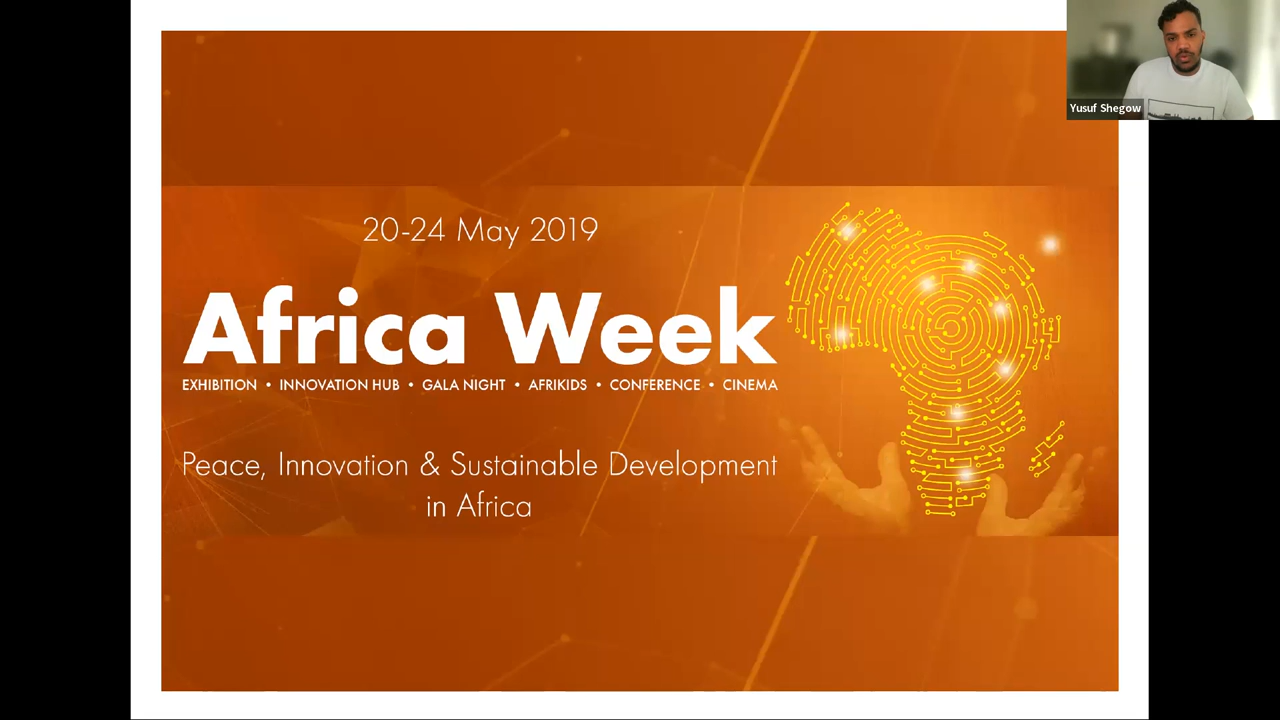 Yusuf Shegow
20-24 May 2019
Africa Week
EXHIBITION • INNOVATION HUB • GALA NIGHT • AFRIKIDS • CONFERENCE • CINEMA
Peace, Innovation & Sustainable Development
in Africa